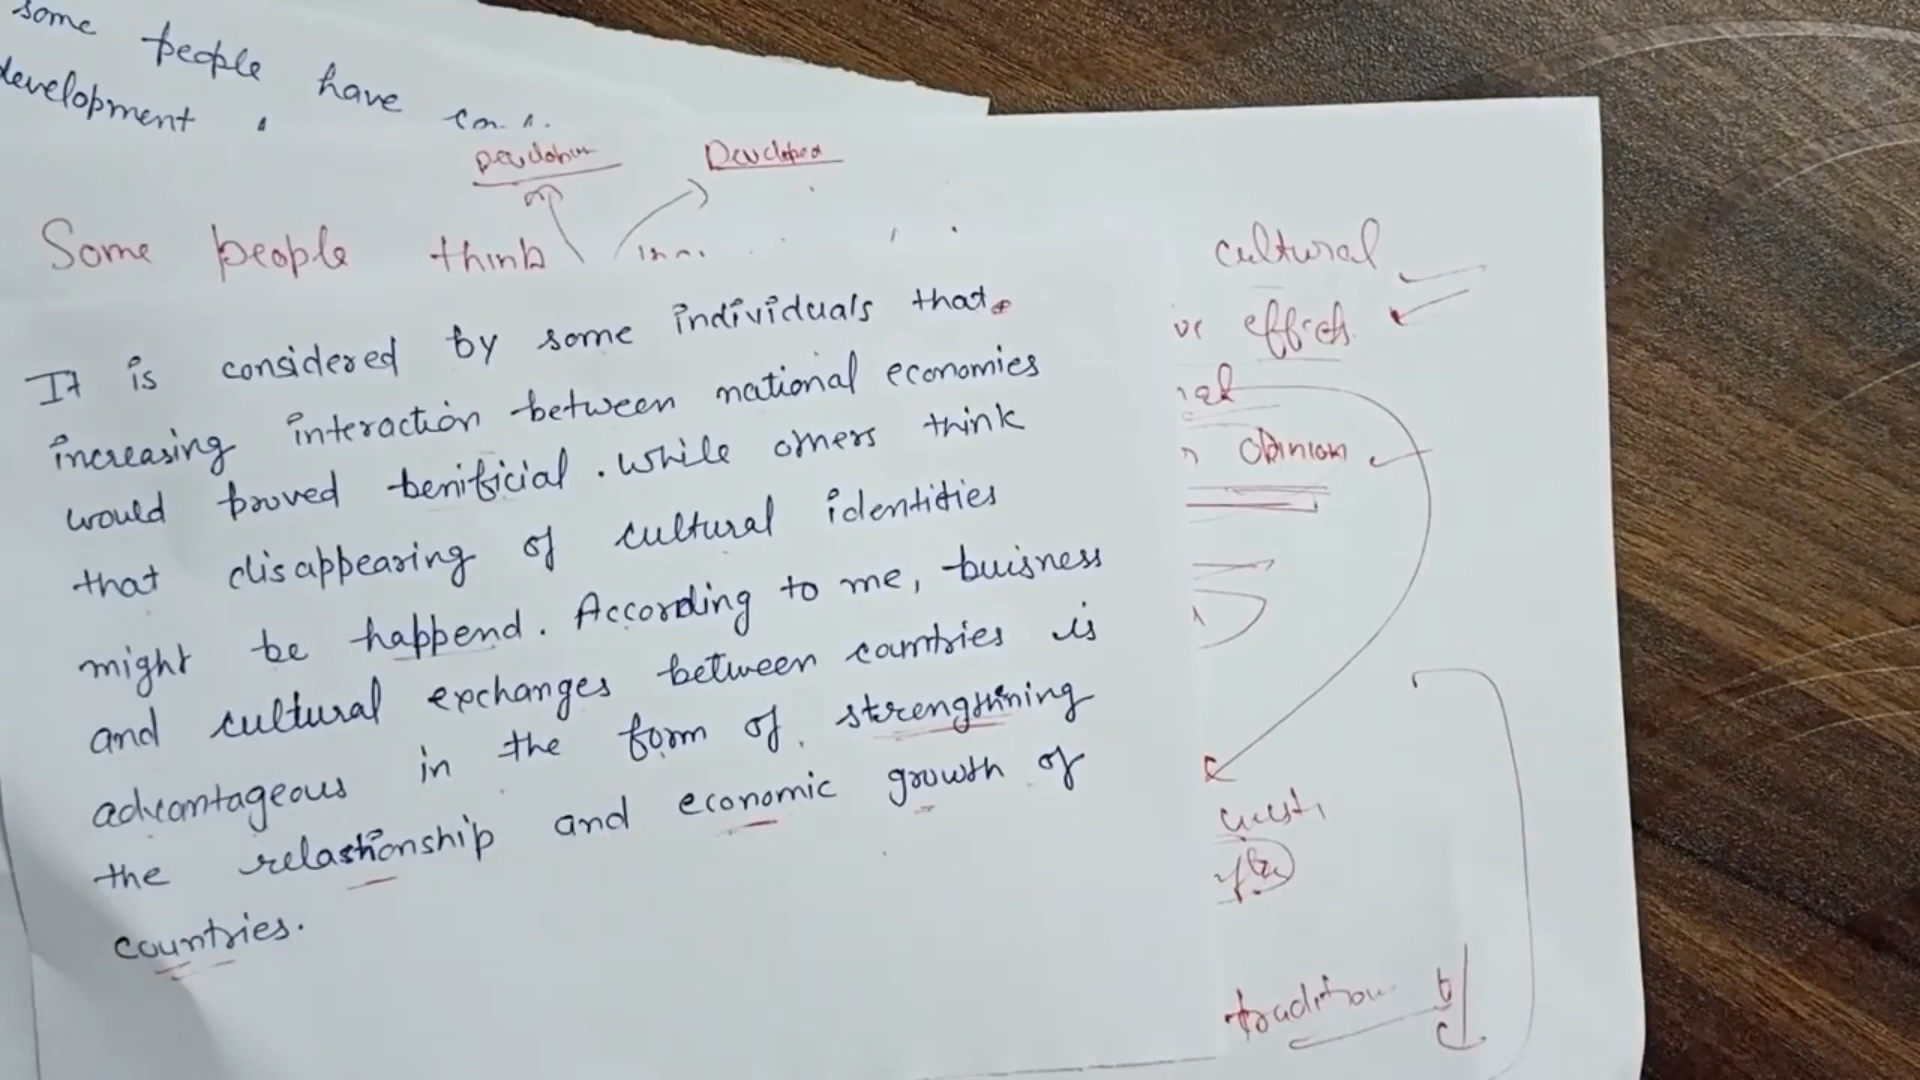 some people have
development
Developed
Some people think
cultural
effects
opinion
It is considered by some individuals that
increasing interaction between national economies
would proved benificial. while others think
that disappearing of cultural identities
might be happend. According to me, buisness
and cultural exchanges between countries is
advantageous in the form of strengthining
the relationship and economic growth of
countries.
tradition